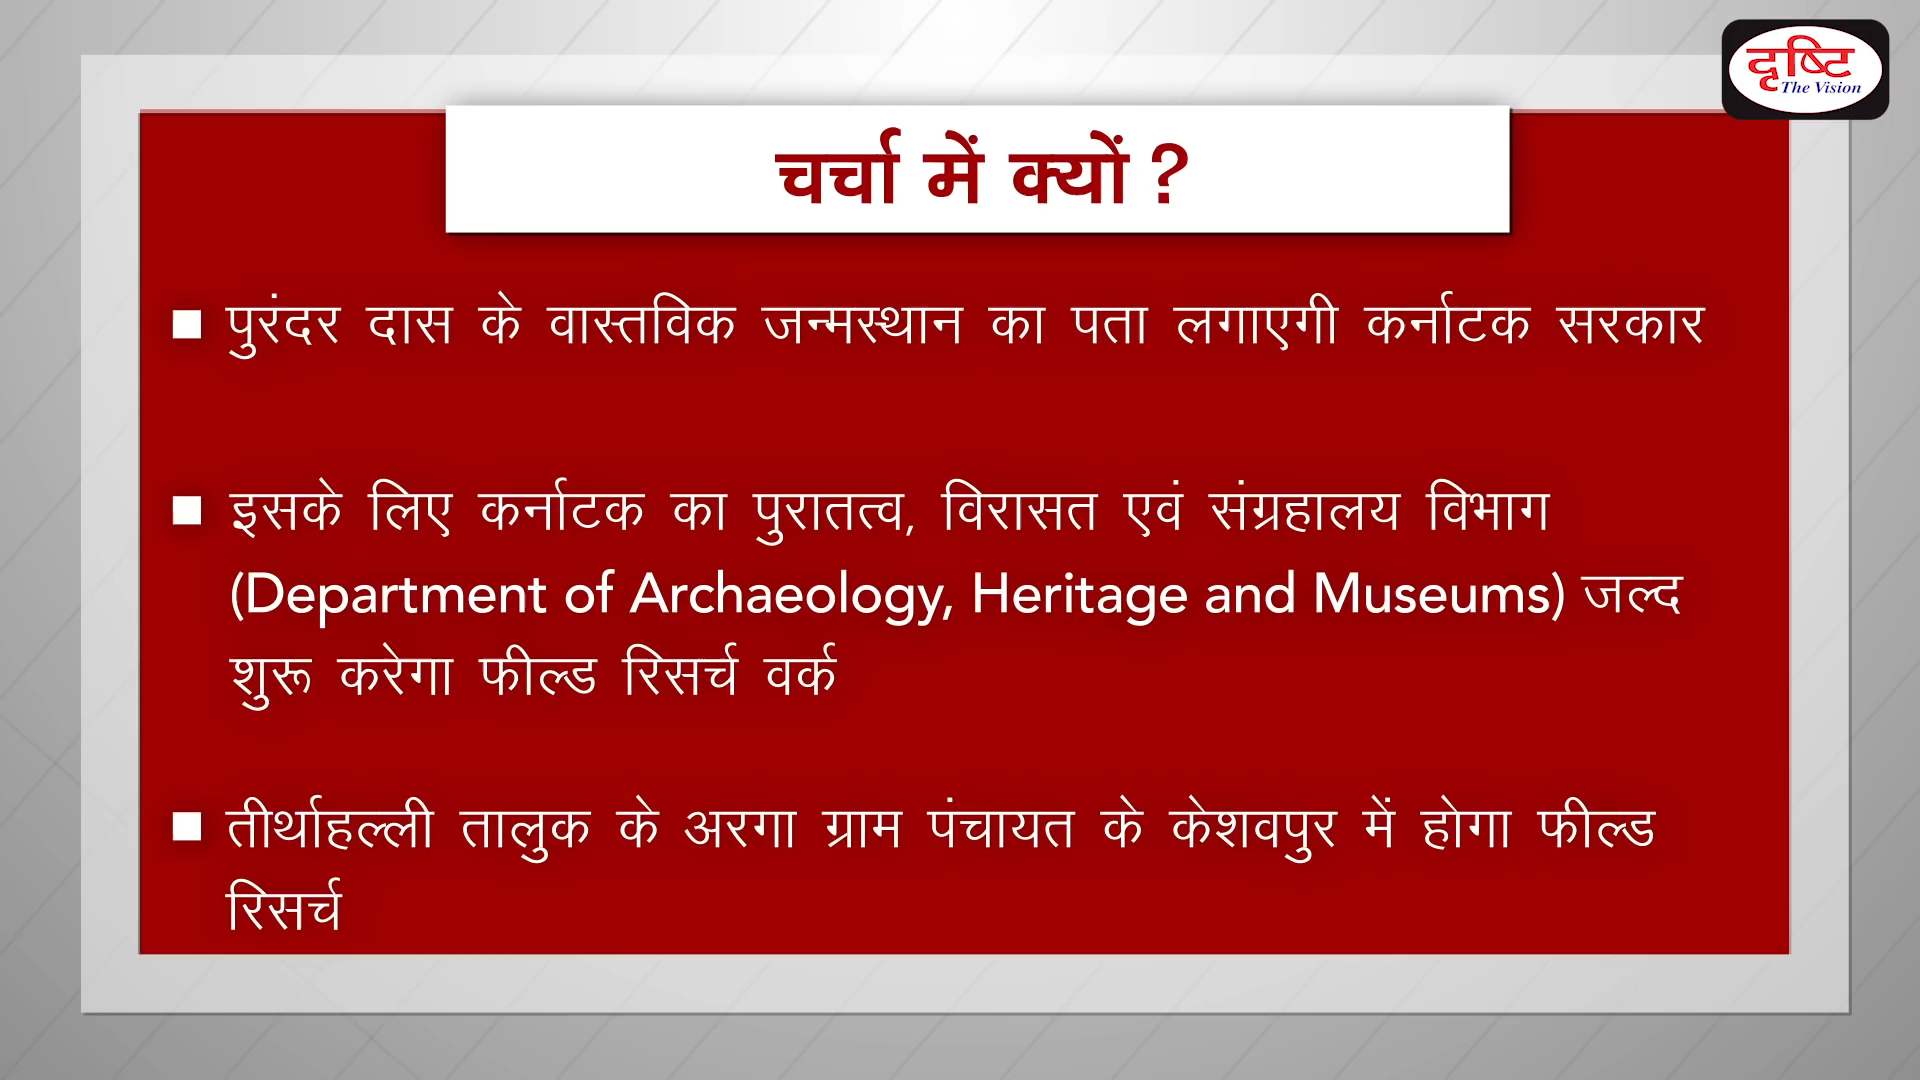 दृष्टि
The Vision
चर्चा में क्यों ?
■ पुरंदर दास के वास्तविक जन्मस्थान का पता लगाएगी कर्नाटक सरकार
■ इसके लिए कर्नाटक का पुरातत्व, विरासत एवं संग्रहालय विभाग
(Department of Archaeology, Heritage and Museums) जल्द
शुरू करेगा फील्ड रिसर्च वर्क
■ तीर्थाहल्ली तालुक के अरगा ग्राम पंचायत के केशवपुर में होगा फील्ड
रिसर्च